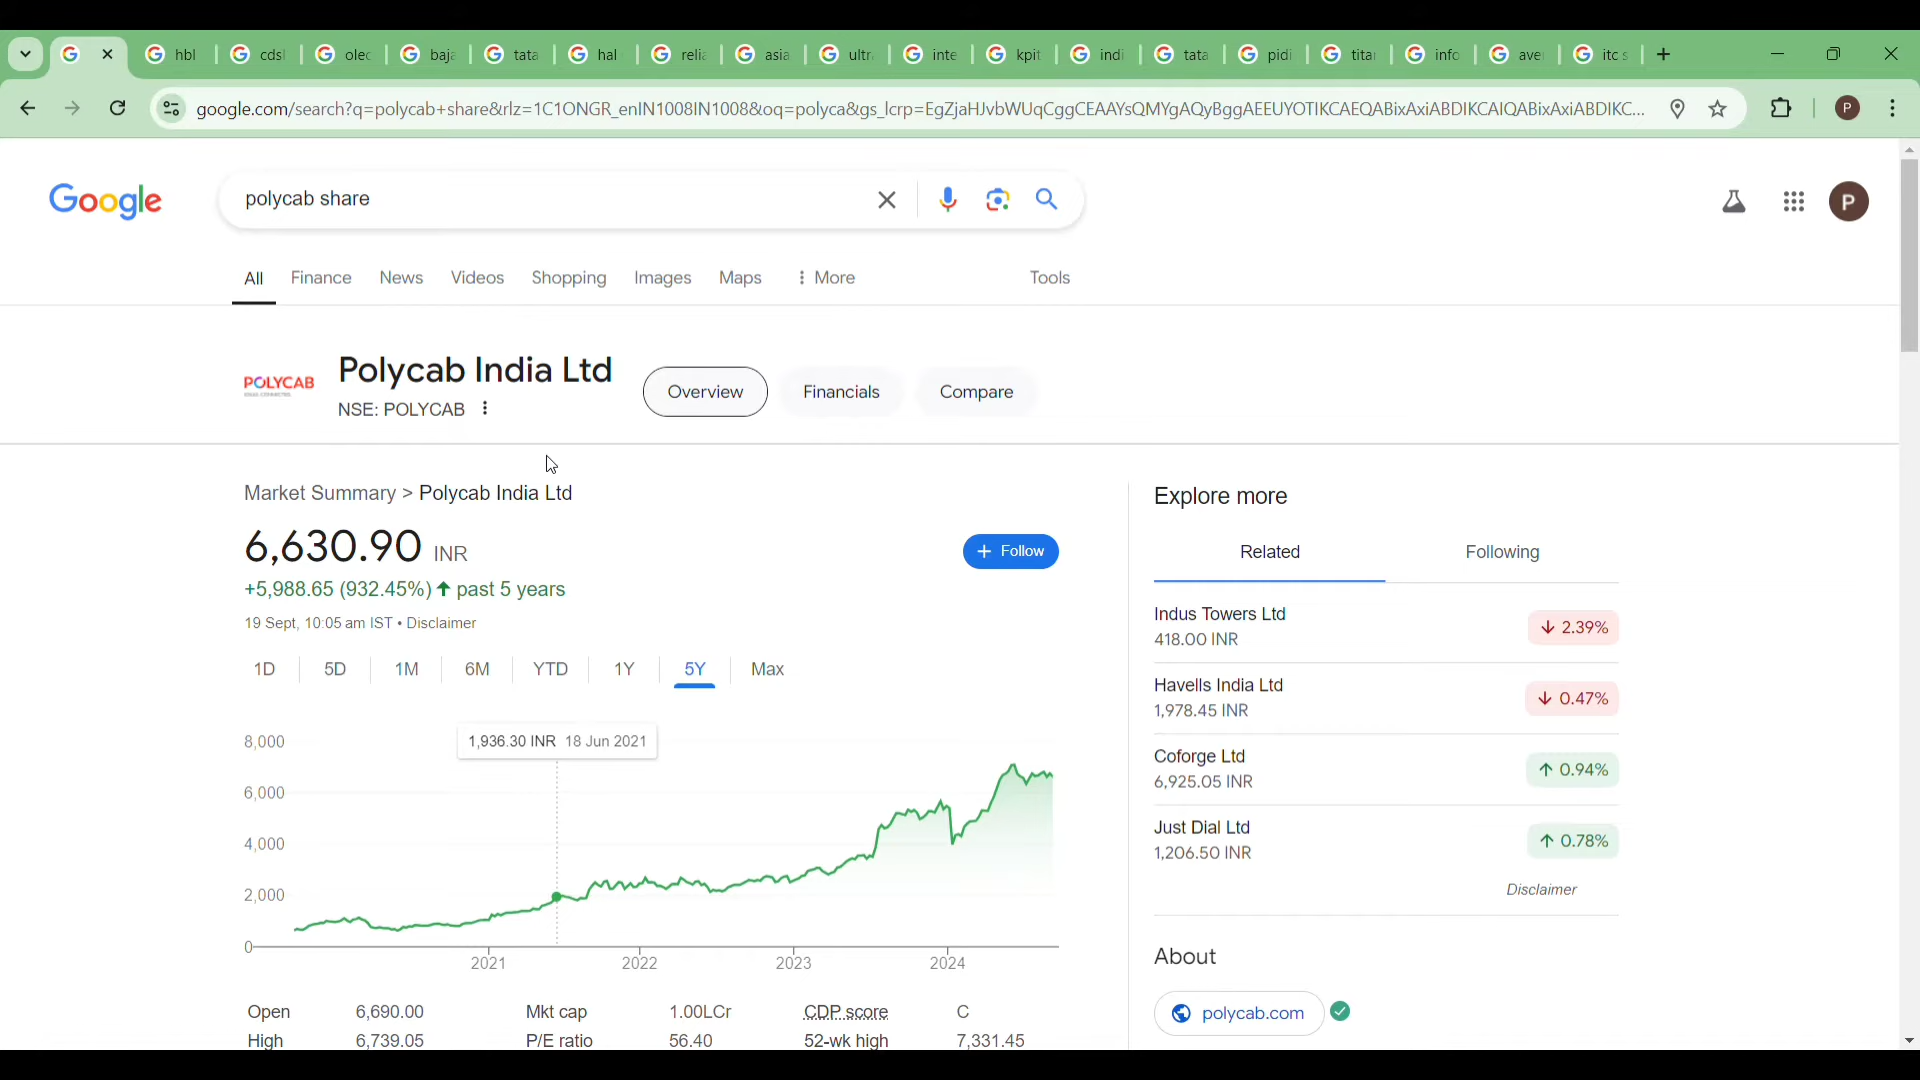 hbl
cdsl
olec
baja
tata
hal
relia
asia
ultr
inte
kpit
indi
tata
pidi
titan
info
aven
itc s
google.com/search?q=polycab+share&rlz=1C1ONGR_enIN1008IN1008&oq=polyca&gs_lcrp=EgZjaHJvbWUqCggCEAAYsQMYgAQyBggAEEUYOTIKCAEQABixAxiABDIKCAIQABixAxiABDIKC...
P
Google
polycab share
P
All Finance News Videos Shopping Images Maps More Tools
POLYCAB
Polycab India Ltd
NSE: POLYCAB
Overview Financials Compare
Market Summary > Polycab India Ltd
6,630.90 INR
+ Follow
+5,988.65 (932.45%) ↑ past 5 years
19 Sept, 10:05 am IST • Disclaimer
1D 5D 1M 6M YTD 1Y 5Y Max
1,936.30 INR 18 Jun 2021
8,000
6,000
4,000
2,000
0
2021 2022 2023 2024
Open 6,690.00 Mkt cap 1.00LCr CDP score C
High 6,739.05 P/E ratio 56.40 52-wk high 7,331.45
Explore more
Related Following
Indus Towers Ltd
418.00 INR
↓ 2.39%
Havells India Ltd
1,978.45 INR
↓ 0.47%
Coforge Ltd
6,925.05 INR
↑ 0.94%
Just Dial Ltd
1,206.50 INR
↑ 0.78%
Disclaimer
About
polycab.com